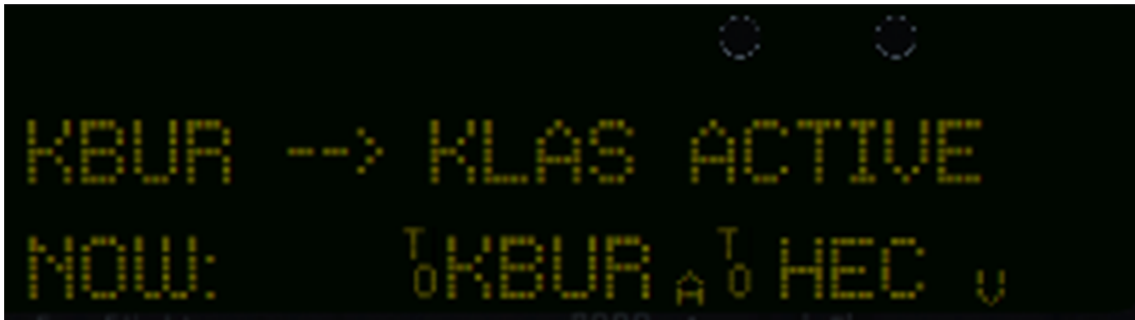 KBUR --> KLAS ACTIVE
NOW: TO KBUR A TO HEC V